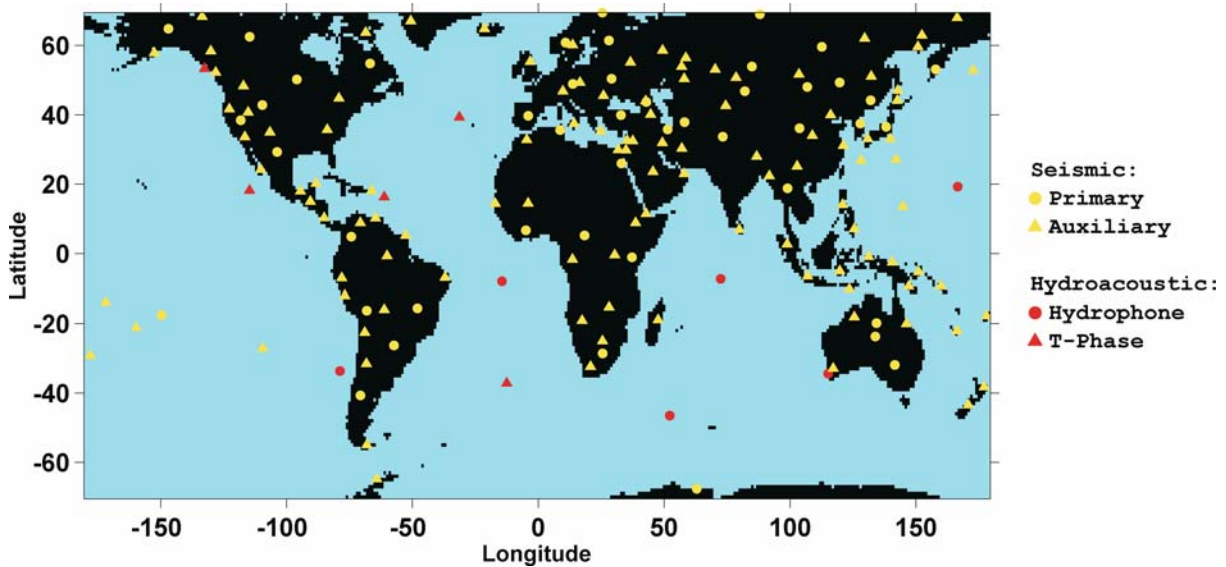 60
40
20
0
-20
-40
-60
Latitude
-150
-100
-50
0
50
100
150
Longitude
Seismic:
Primary
Auxiliary
Hydroacoustic:
Hydrophone
T-Phase